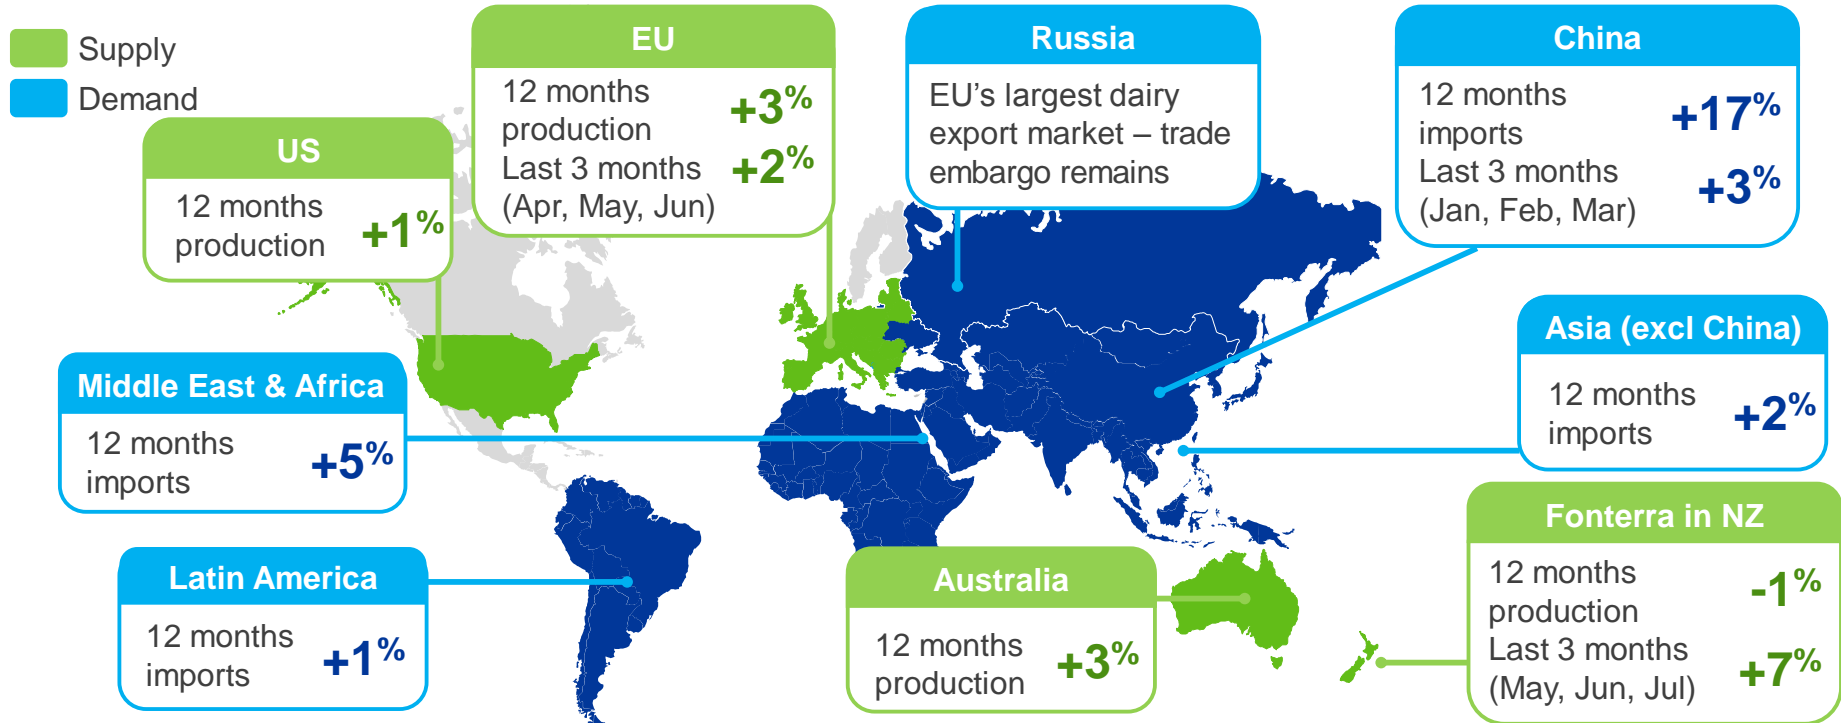 Supply
Demand
US
12 months
production
+1%
EU
12 months
production
+3%
Last 3 months
(Apr, May, Jun)
+2%
Russia
EU's largest dairy
export market – trade
embargo remains
China
12 months
imports
+17%
Last 3 months
(Jan, Feb, Mar)
+3%
Middle East & Africa
12 months
imports
+5%
Asia (excl China)
12 months
imports
+2%
Latin America
12 months
imports
+1%
Australia
12 months
production
+3%
Fonterra in NZ
12 months
production
-1%
Last 3 months
(May, Jun, Jul)
+7%